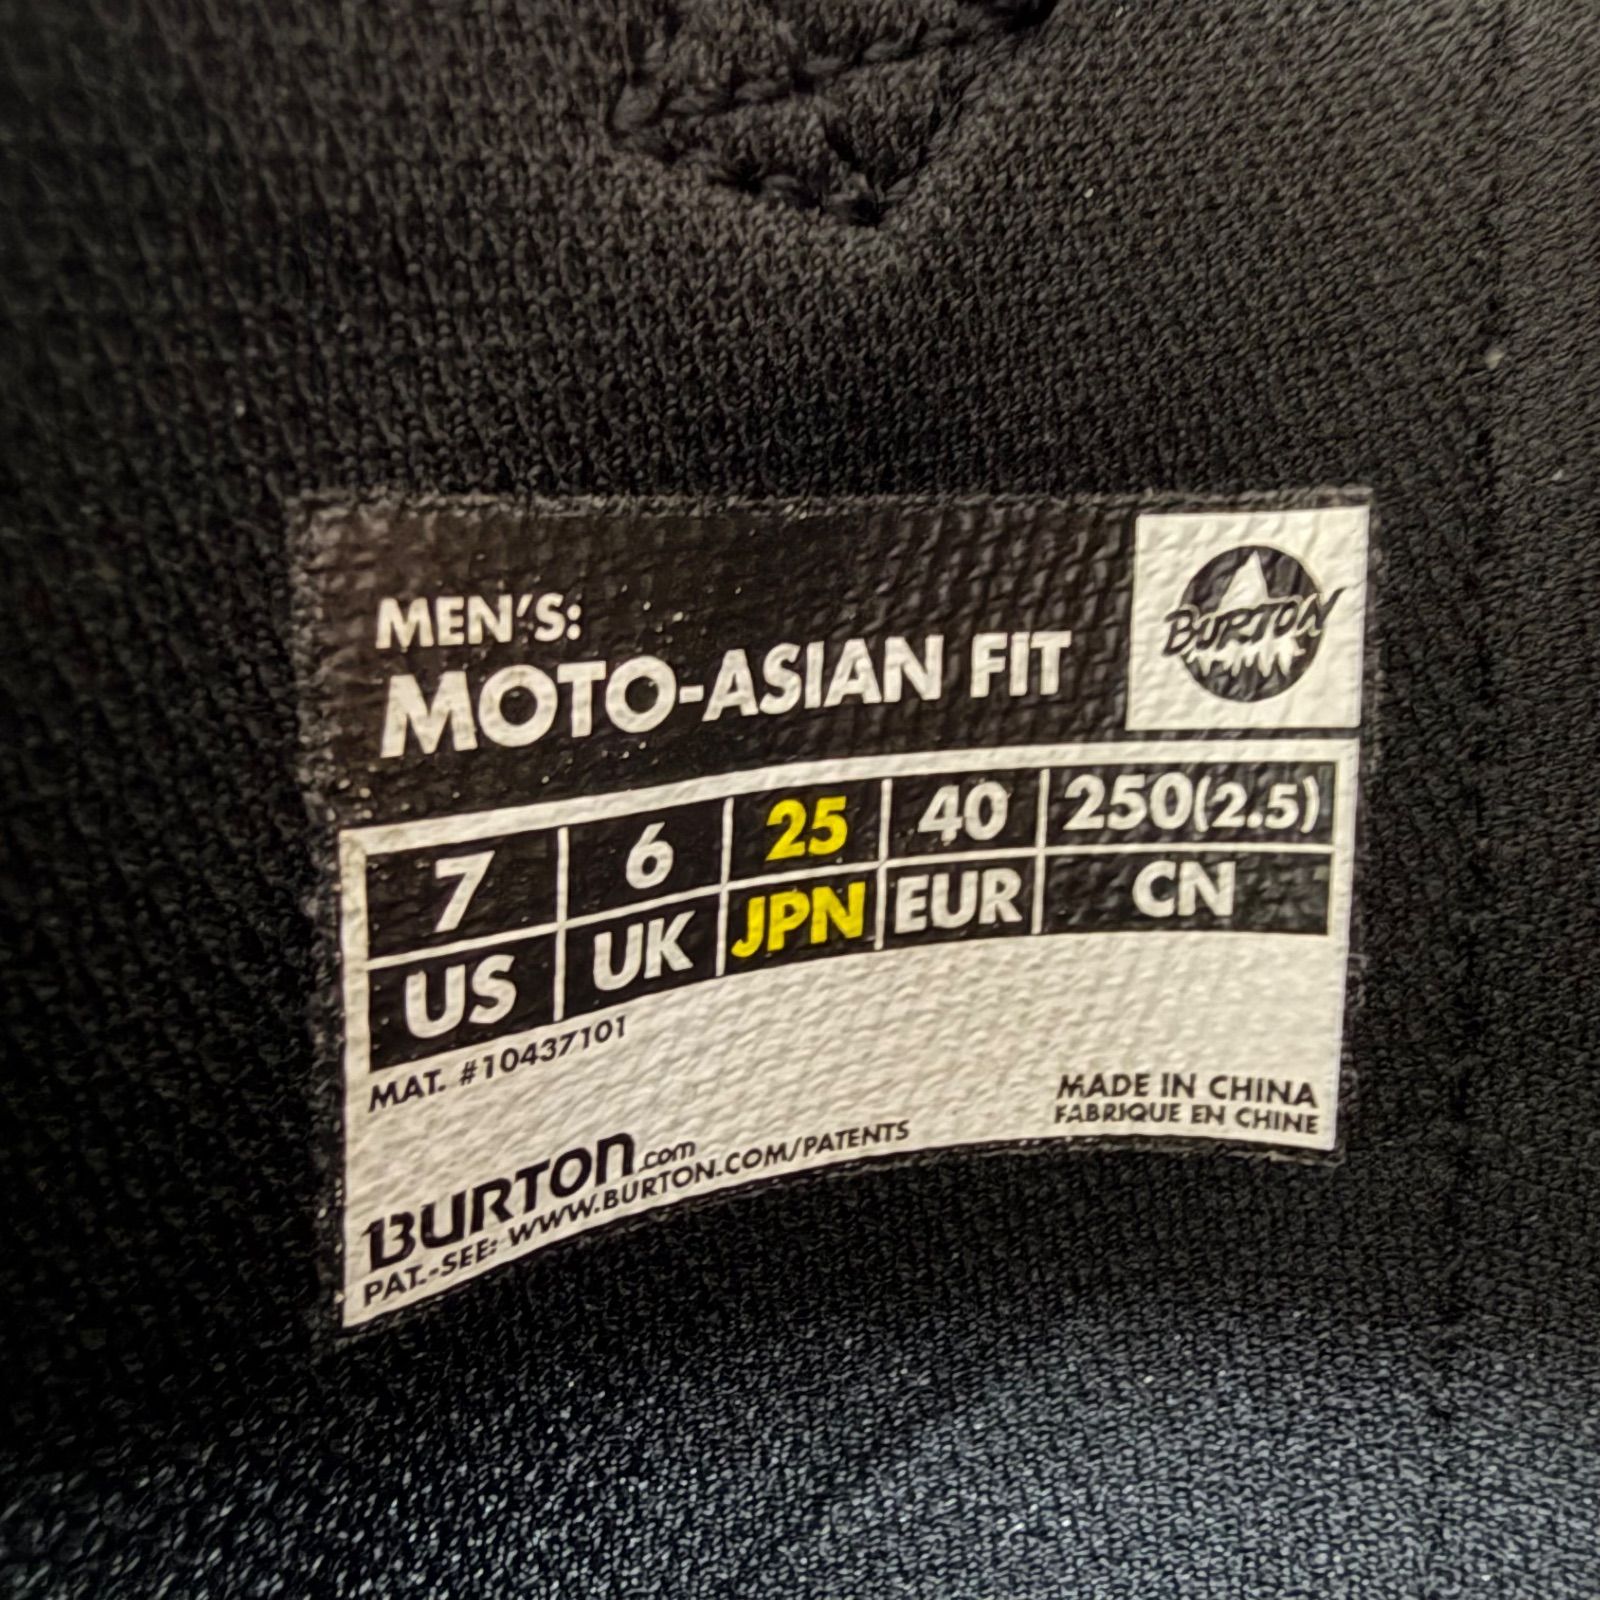 BURTON
MEN'S:
MOTO-ASIAN FIT
7 6 25 40 250(2.5)
US UK JPN EUR CN
MAT. #10437101
MADE IN CHINA
FABRIQUE EN CHINE
BURTON.com
PAT.-SEE: WWW.BURTON.COM/PATENTS